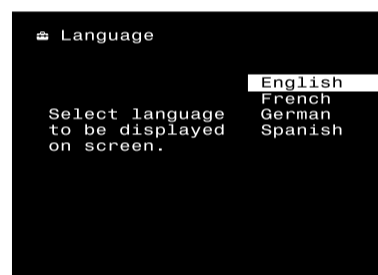 Language
English
French
Select language German
to be displayed Spanish
on screen.